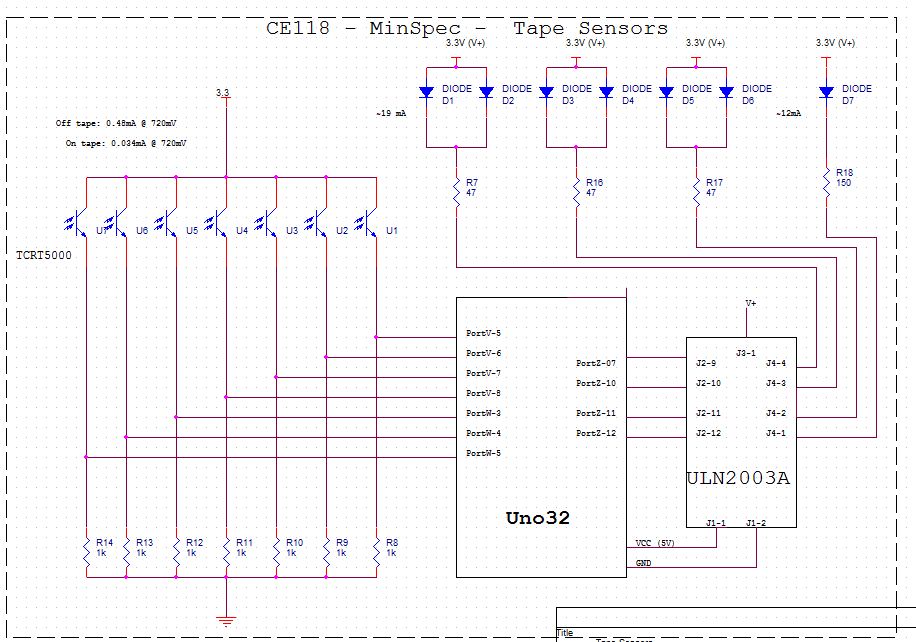 CE118 - MinSpec - Tape Sensors
3.3V (V+) 3.3V (V+) 3.3V (V+) 3.3V (V+)
DIODE DIODE DIODE DIODE DIODE DIODE DIODE
D1 D2 D3 D4 D5 D6 D7
3.3
~19 mA ~12mA
Off tape: 0.48mA @ 720mV
On tape: 0.034mA @ 720mV
R7 R16 R17 R18
47 47 47 150
U7 U6 U5 U4 U3 U2 U1
TCRT5000
V+
PortV-5
PortV-6
PortV-7
PortV-8
PortW-3
PortW-4
PortW-5
PortZ-07
PortZ-10
PortZ-11
PortZ-12
J3-1
J2-9 J4-4
J2-10 J4-3
J2-11 J4-2
J2-12 J4-1
ULN2003A
Uno32
J1-1 J1-2
VCC (5V)
GND
R14 R13 R12 R11 R10 R9 R8
1k 1k 1k 1k 1k 1k 1k
Title
Tape Sensors